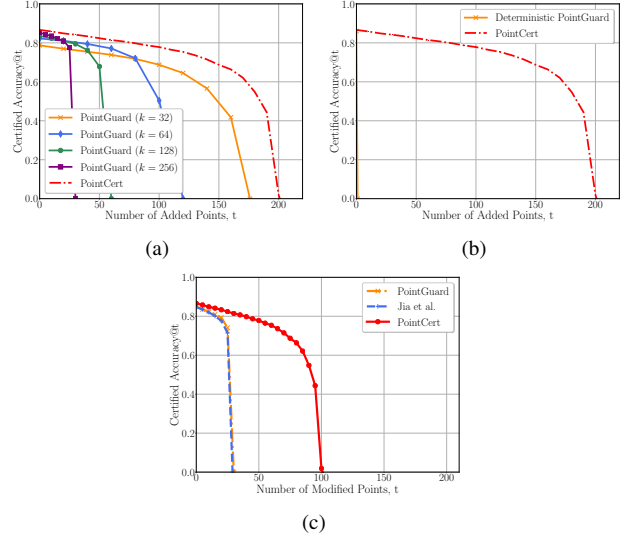 1.0
0.8
0.6
0.4
0.2
0.0
Certified Accuracy@t
PointGuard (k = 32)
PointGuard (k = 64)
PointGuard (k = 128)
PointGuard (k = 256)
PointCert
0 50 100 150 200
Number of Added Points, t
(a)
1.0
0.8
0.6
0.4
0.2
0.0
Certified Accuracy@t
Deterministic PointGuard
PointCert
0 50 100 150 200
Number of Added Points, t
(b)
1.0
0.8
0.6
0.4
0.2
0.0
Certified Accuracy@t
PointGuard
Jia et al.
PointCert
0 50 100 150 200
Number of Modified Points, t
(c)